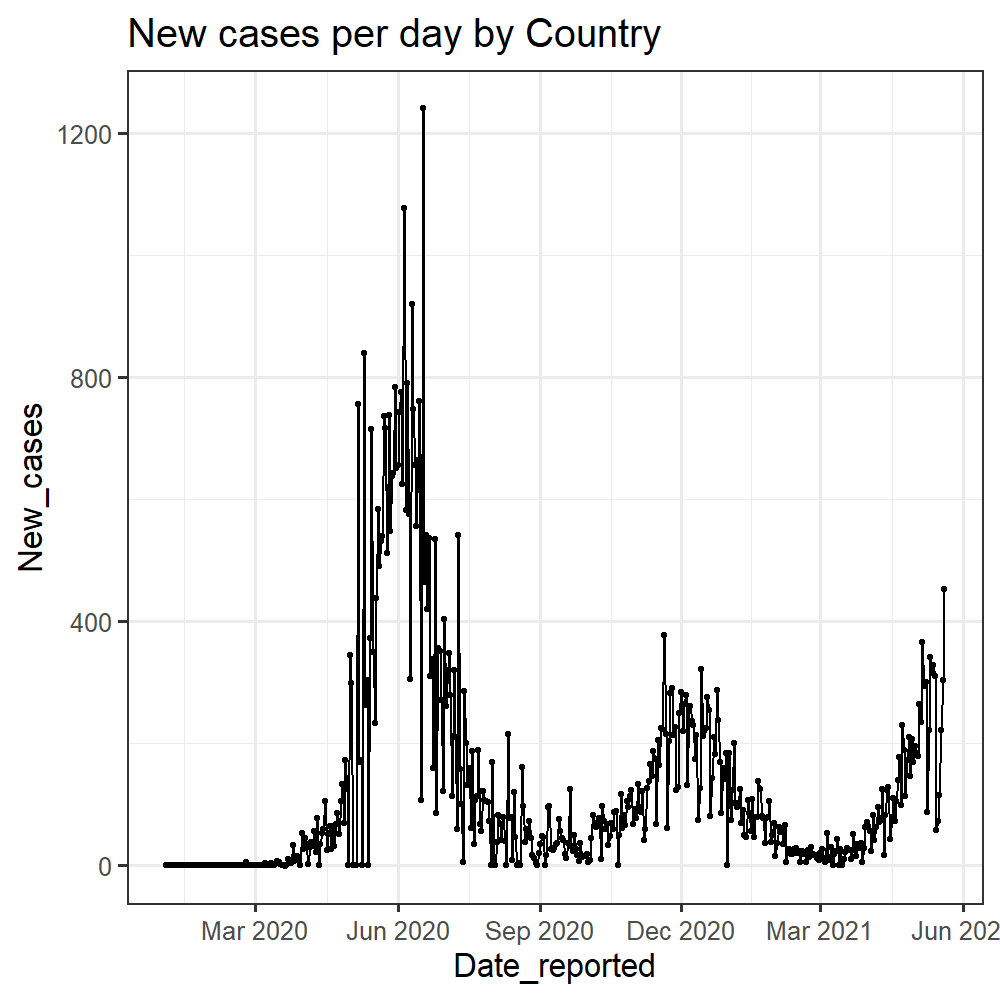 New cases per day by Country
1200
800
400
0
New_cases
Mar 2020 Jun 2020 Sep 2020 Dec 2020 Mar 2021 Jun 202
Date_reported